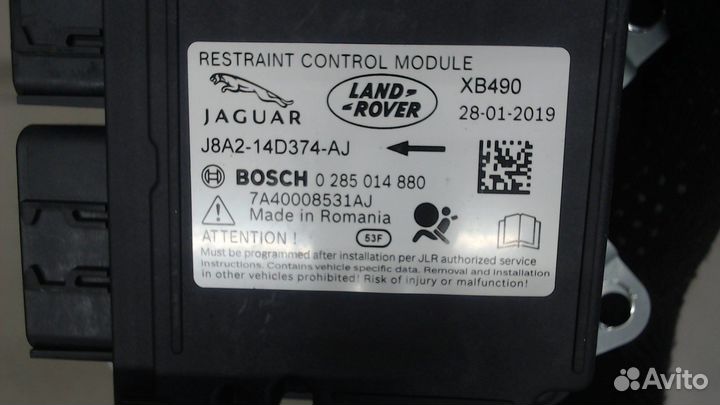 RESTRAINT CONTROL MODULE
JAGUAR
LAND-
-ROVER
XB490
28-01-2019
J8A2-14D374-AJ
BOSCH 0 285 014 880
7A40008531AJ
Made in Romania
ATTENTION !
53F
Must be programmed after installation per JLR authorized service
instructions. Contains vehicle specific data. Removal and Installation
in other vehicles prohibited! Risk of injury or malfunction!
Avito